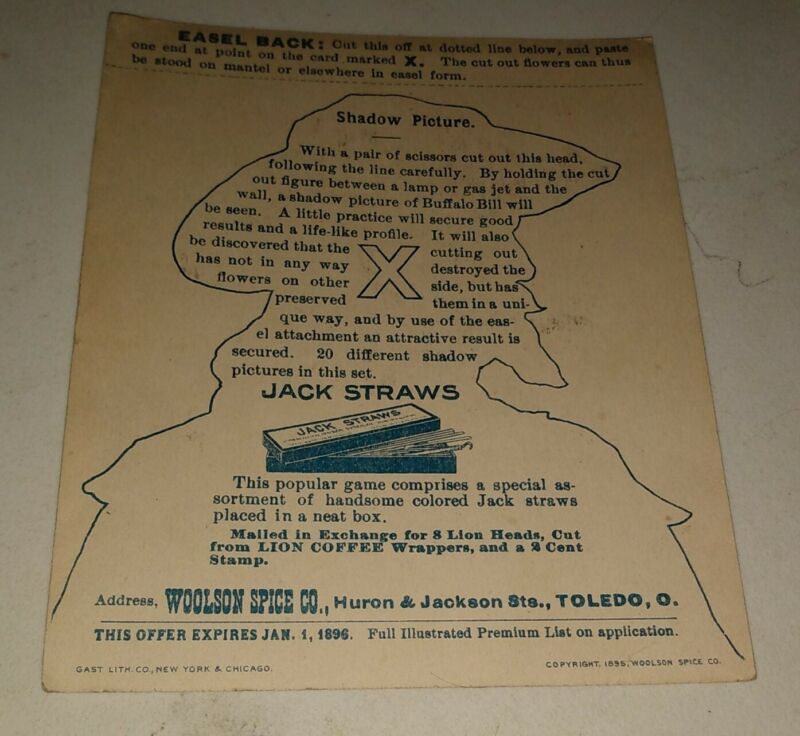 EASEL BACK: Cut this off at dotted line below, and paste
one end at point on the card marked X. The cut out flowers can thus
be stood on mantel or elsewhere in easel form.
Shadow Picture.
With a pair of scissors cut out this head,
following the line carefully. By holding the cut
out figure between a lamp or gas jet and the
wall, a shadow picture of Buffalo Bill will
be seen. A little practice will secure good
results and a life-like profile. It will also
be discovered that the cutting out
has not in any way destroyed the
flowers on other side, but has
preserved them in a uni-
X
que way, and by use of the eas-
el attachment an attractive result is
secured. 20 different shadow
pictures in this set.
JACK STRAWS
JACK STRAWS
This popular game comprises a special as-
sortment of handsome colored Jack straws
placed in a neat box.
Mailed in Exchange for 8 Lion Heads, Cut
from LION COFFEE Wrappers, and a 2 Cent
Stamp.
Address, WOOLSON SPICE CO., Huron & Jackson Sts., TOLEDO, O.
THIS OFFER EXPIRES JAN. 1, 1896. Full Illustrated Premium List on application.
GAST LITH. CO., NEW YORK & CHICAGO.
COPYRIGHT, 1895, WOOLSON SPICE CO.